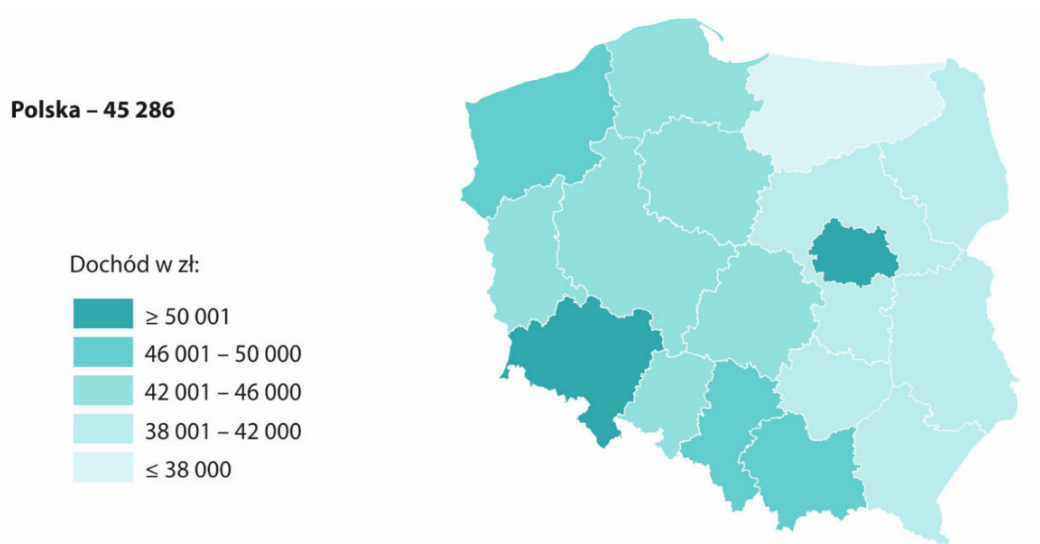 Polska – 45 286
Dochód w zł:
≥ 50 001
46 001 – 50 000
42 001 – 46 000
38 001 – 42 000
≤ 38 000